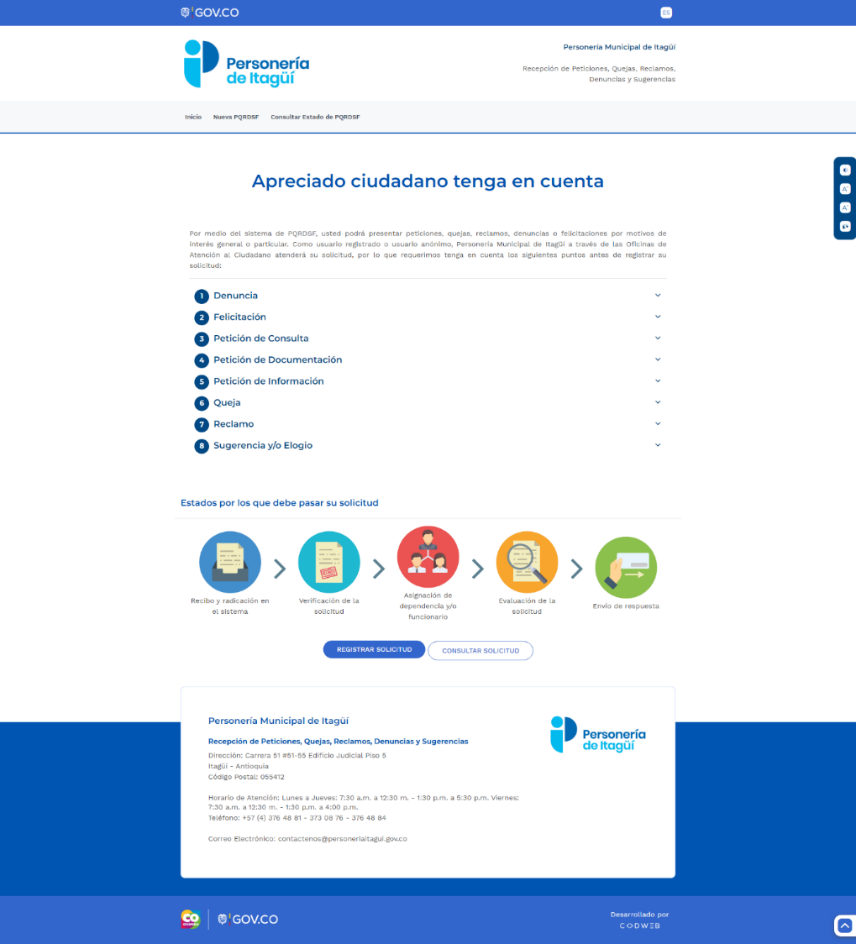 GOV.CO
ES
Personería
de Itagüí
Personería Municipal de Itagüí
Recepción de Peticiones, Quejas, Reclamos,
Denuncias y Sugerencias
Inicio Nueva PQRDSF Consultar Estado de PQRDSF
Apreciado ciudadano tenga en cuenta
Por medio del sistema de PQRDSF, usted podrá presentar peticiones, quejas, reclamos, denuncias o felicitaciones por motivos de
interés general o particular. Como usuario registrado o usuario anónimo, Personería Municipal de Itagüí a través de las Oficinas de
Atención al Ciudadano atenderá su solicitud, por lo que requerimos tenga en cuenta los siguientes puntos antes de registrar su
solicitud:
1 Denuncia
2 Felicitación
3 Petición de Consulta
4 Petición de Documentación
5 Petición de Información
6 Queja
7 Reclamo
8 Sugerencia y/o Elogio
Estados por los que debe pasar su solicitud
Recibo y radicación en
el sistema
Verificación de la
solicitud
Asignación de
dependencia y/o
funcionario
Evaluación de la
solicitud
Envío de respuesta
REGISTRAR SOLICITUD
CONSULTAR SOLICITUD
Personería Municipal de Itagüí
Recepción de Peticiones, Quejas, Reclamos, Denuncias y Sugerencias
Dirección: Carrera 51 #51-55 Edificio Judicial Piso 5
Itagüí - Antioquia
Código Postal: 055412
Horario de Atención: Lunes a Jueves: 7:30 a.m. a 12:30 m. - 1:30 p.m. a 5:30 p.m. Viernes:
7:30 a.m. a 12:30 m. - 1:30 p.m. a 4:00 p.m.
Teléfono: +57 (4) 376 48 81 - 373 08 76 - 376 48 84
Correo Electrónico: contactenos@personeriaitagui.gov.co
Personería
de Itagüí
CO
GOV.CO
Desarrollado por
CODWEB